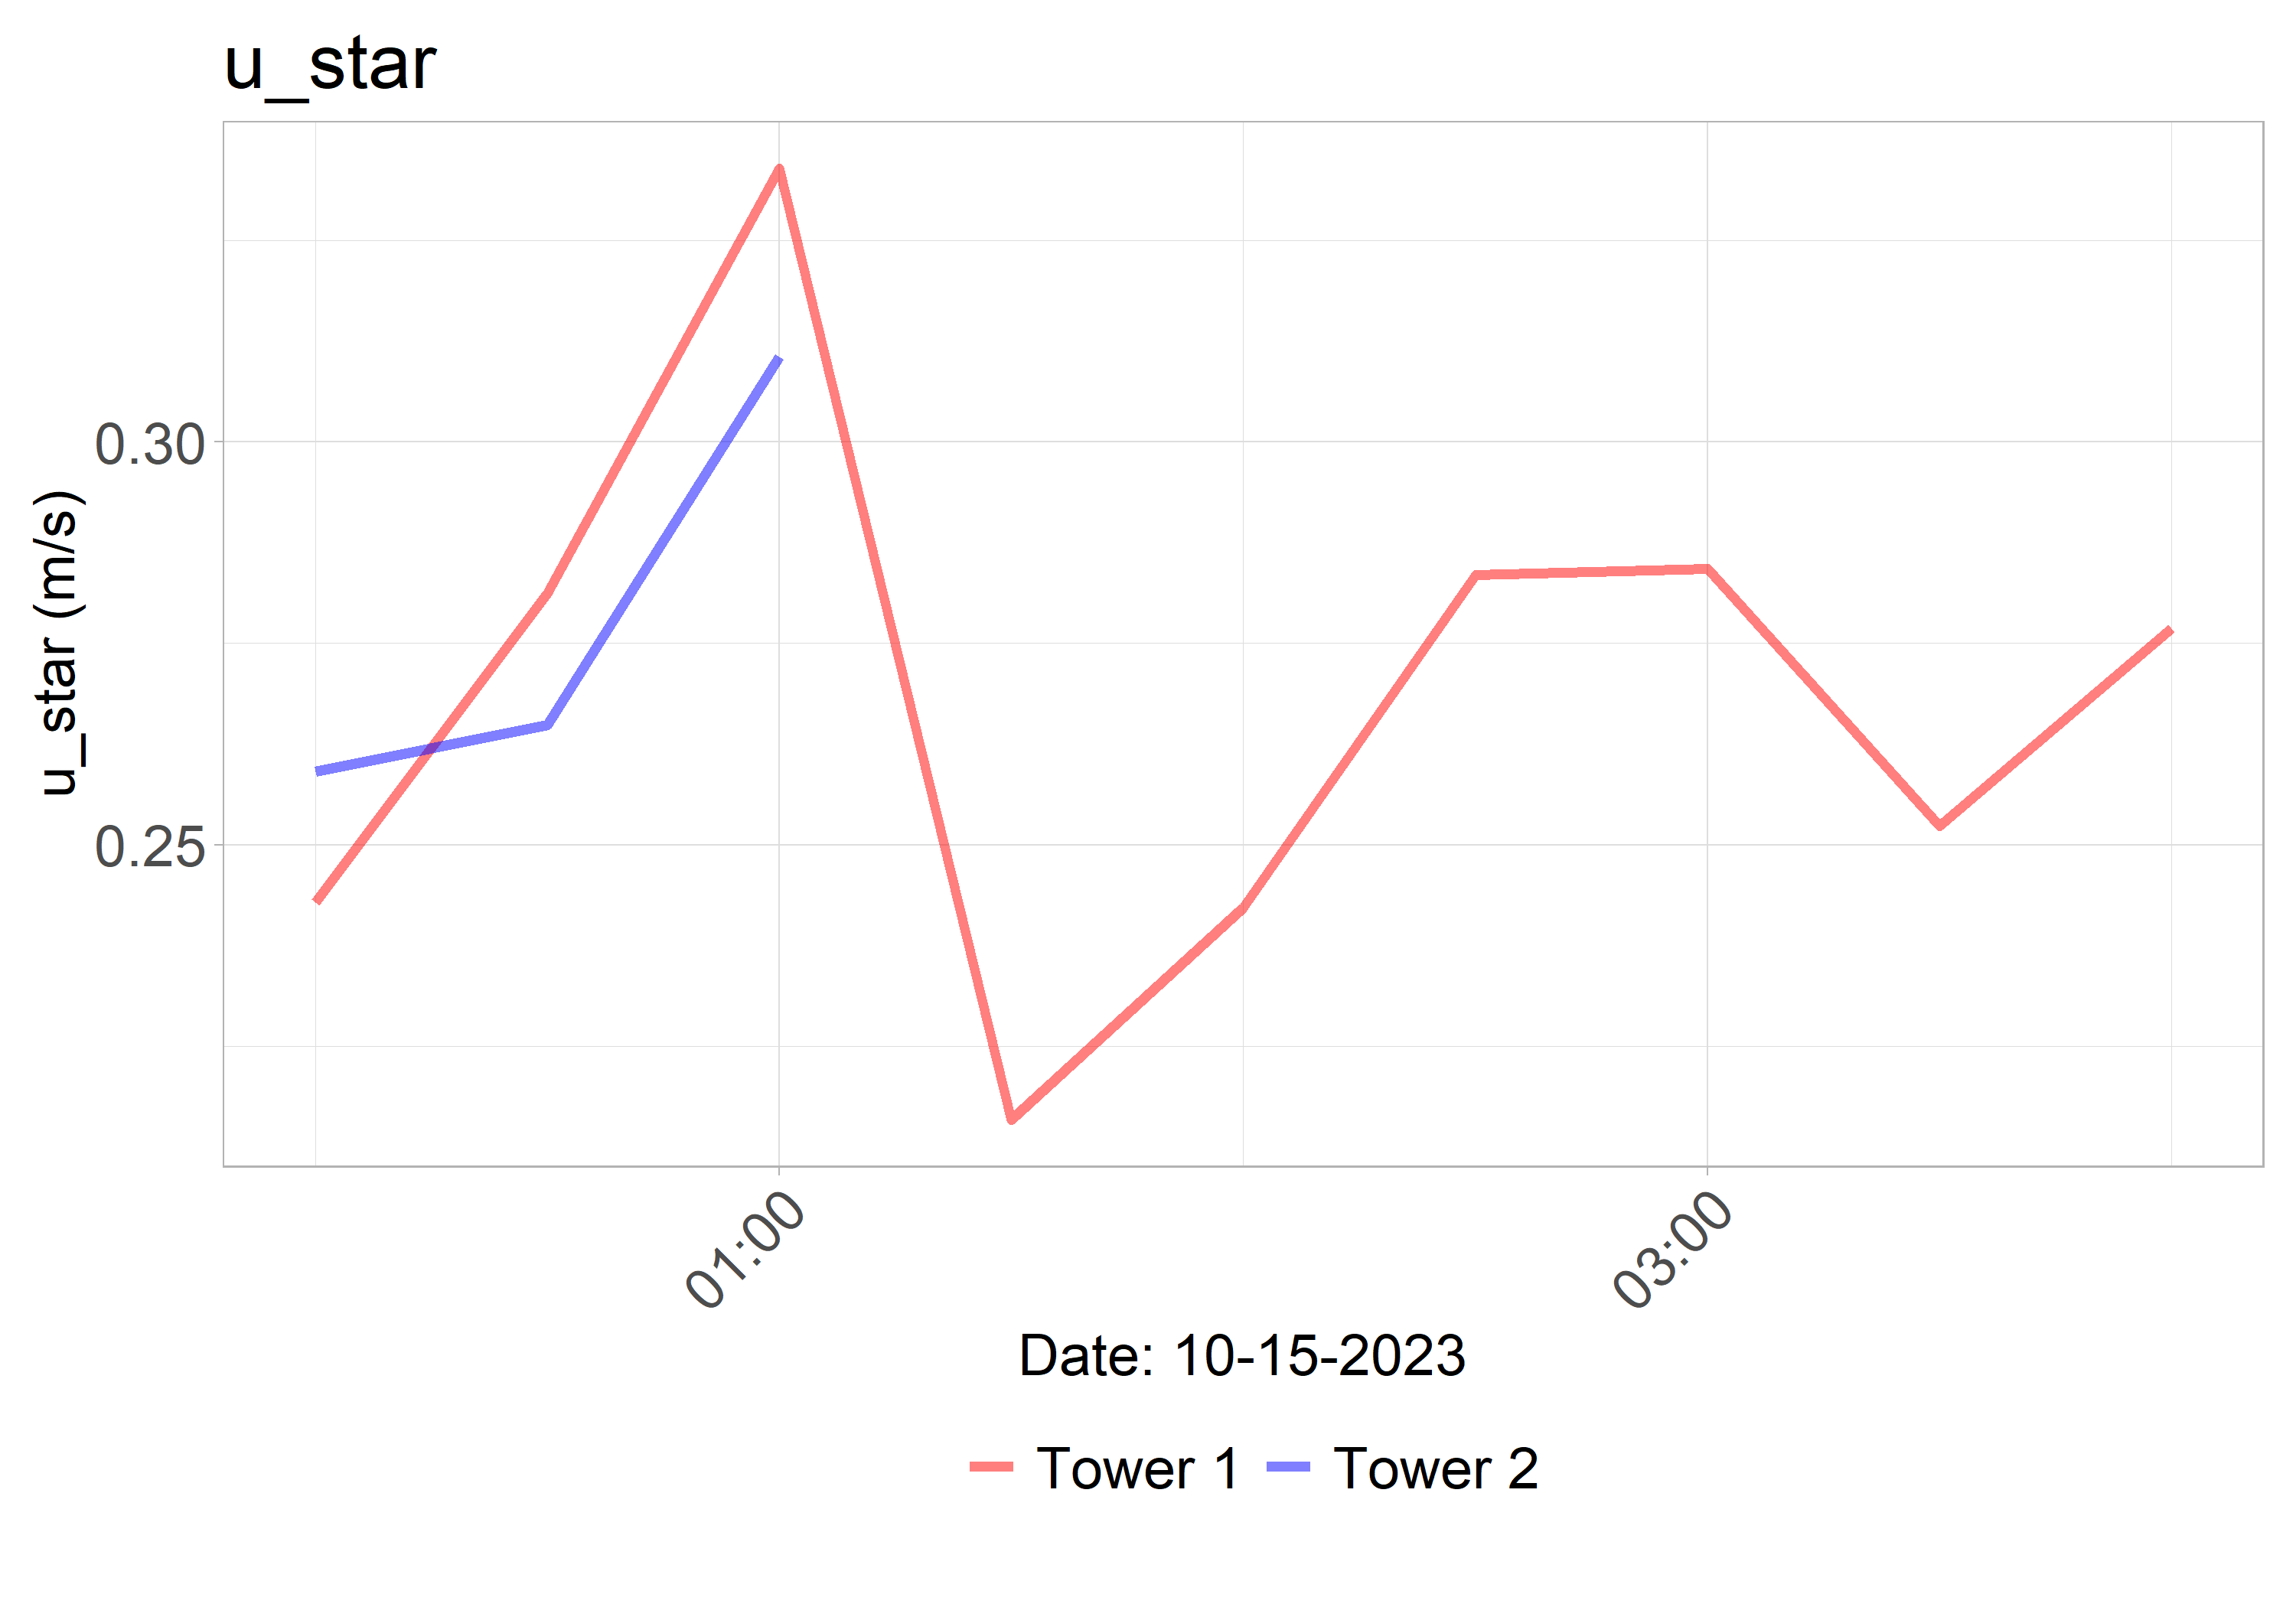 u_star
u_star (m/s)
0.30
0.25
01:00
03:00
Date: 10-15-2023
Tower 1 Tower 2